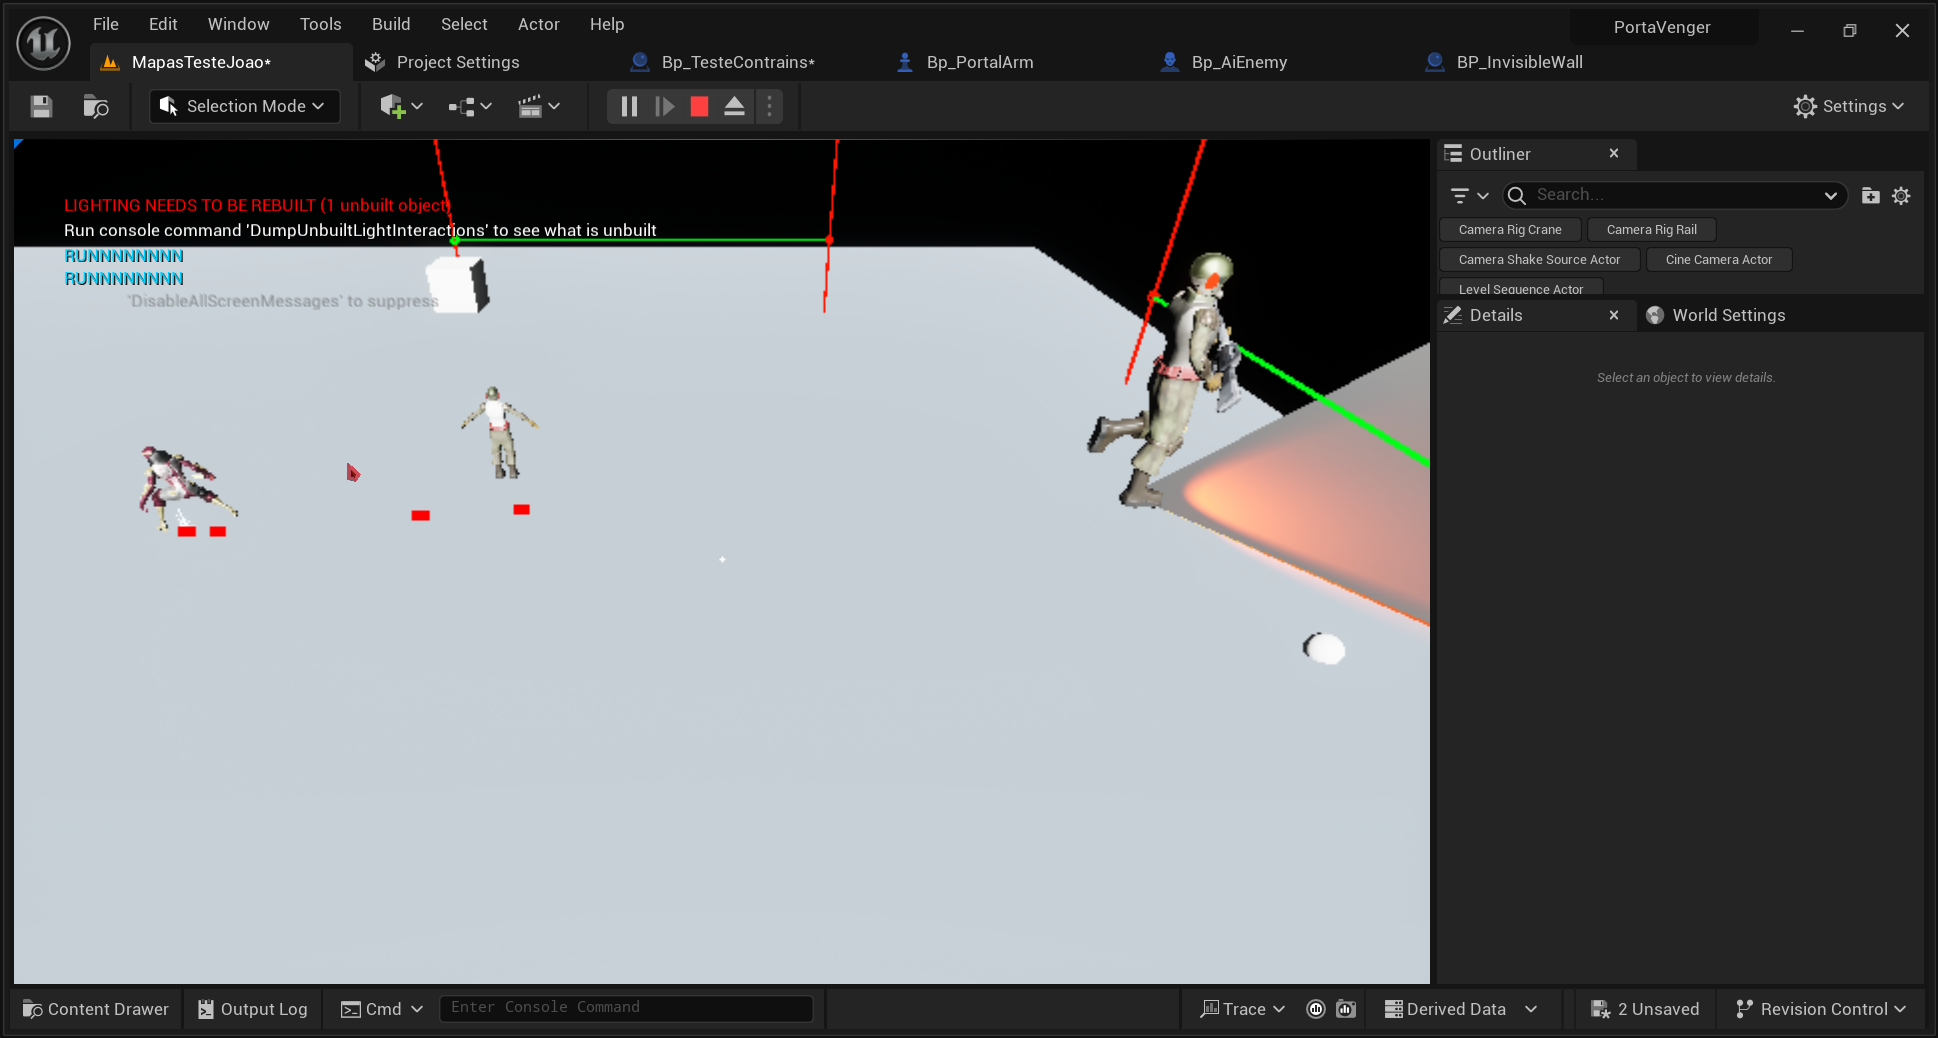 File Edit Window Tools Build Select Actor Help PortaVenger
MapasTesteJoao* Project Settings Bp_TesteContrains* Bp_PortalArm Bp_AiEnemy BP_InvisibleWall
Selection Mode Settings
LIGHTING NEEDS TO BE REBUILT (1 unbuilt object)
Run console command 'DumpUnbuiltLightInteractions' to see what is unbuilt
RUNNNNNNNN
RUNNNNNNNN
'DisableAllScreenMessages' to suppress
Outliner
Search...
Camera Rig Crane Camera Rig Rail
Camera Shake Source Actor Cine Camera Actor
Level Sequence Actor
Details World Settings
Select an object to view details.
Content Drawer Output Log Cmd Enter Console Command Trace Derived Data 2 Unsaved Revision Control